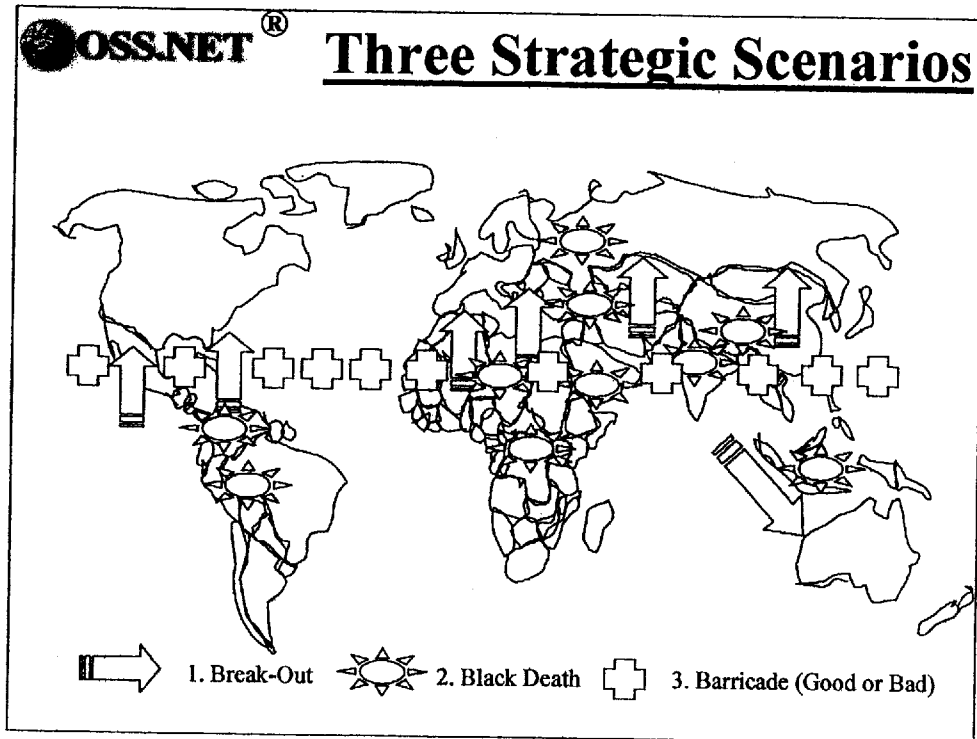 OSS.NET ®
Three Strategic Scenarios
1. Break-Out
2. Black Death
3. Barricade (Good or Bad)